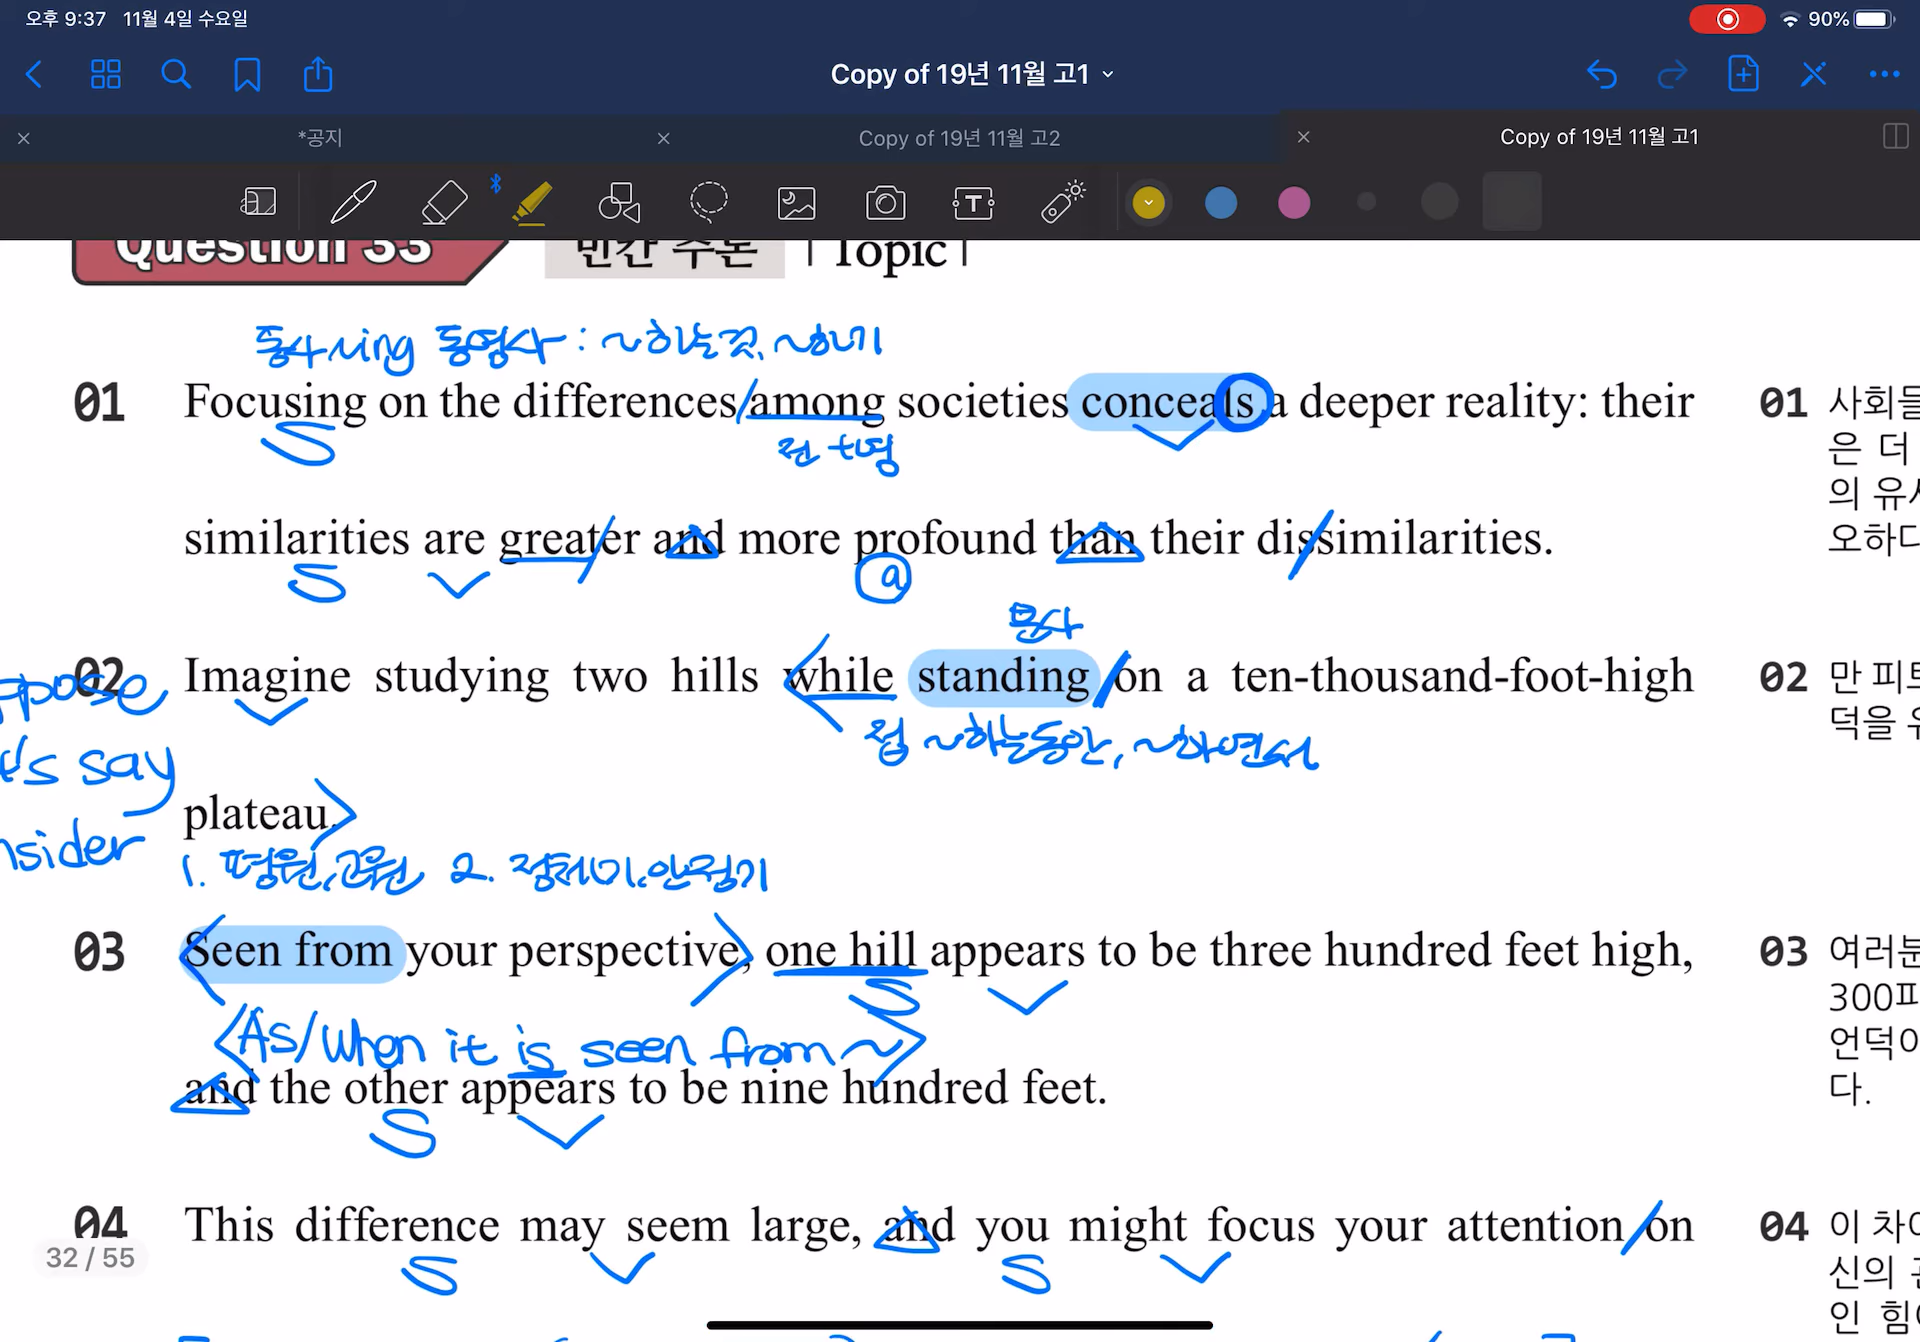 오후 9:37 11월 4일 수요일
90%
Copy of 19년 11월 고1
*공지
Copy of 19년 11월 고2
Copy of 19년 11월 고1
Question 33 빈칸 추론 | Topic |
동사ing 동명사 : ~하는 것, ~하기
01 Focusing on the differences among societies conceals a deeper reality: their
S
전+명
similarities are greater and more profound than their dissimilarities.
S
a
분사
02 Imagine studying two hills while standing on a ten-thousand-foot-high
ppose
접 ~하는동안, ~하면서
's say
plateau.
nsider
1. 평원,고원 2. 정체기,안정기
03 Seen from your perspective, one hill appears to be three hundred feet high,
S
As/When it is seen from ~
and the other appears to be nine hundred feet.
S
04 This difference may seem large, and you might focus your attention on
S S
32 / 55
01 사회들
은 더
의 유사
오하다
02 만 피트
덕을 유
03 여러분
300피
언덕이
다.
04 이 차이
신의 관
인 힘이